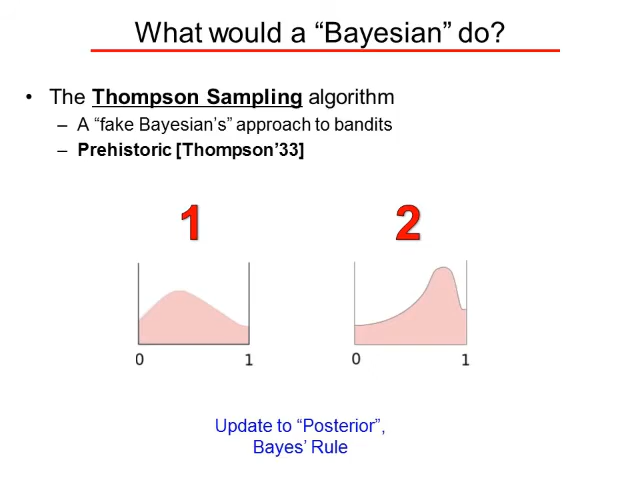 What would a “Bayesian” do?
• The Thompson Sampling algorithm
– A “fake Bayesian’s” approach to bandits
– Prehistoric [Thompson’33]
1 2
0 1 0 1
Update to “Posterior”,
Bayes’ Rule